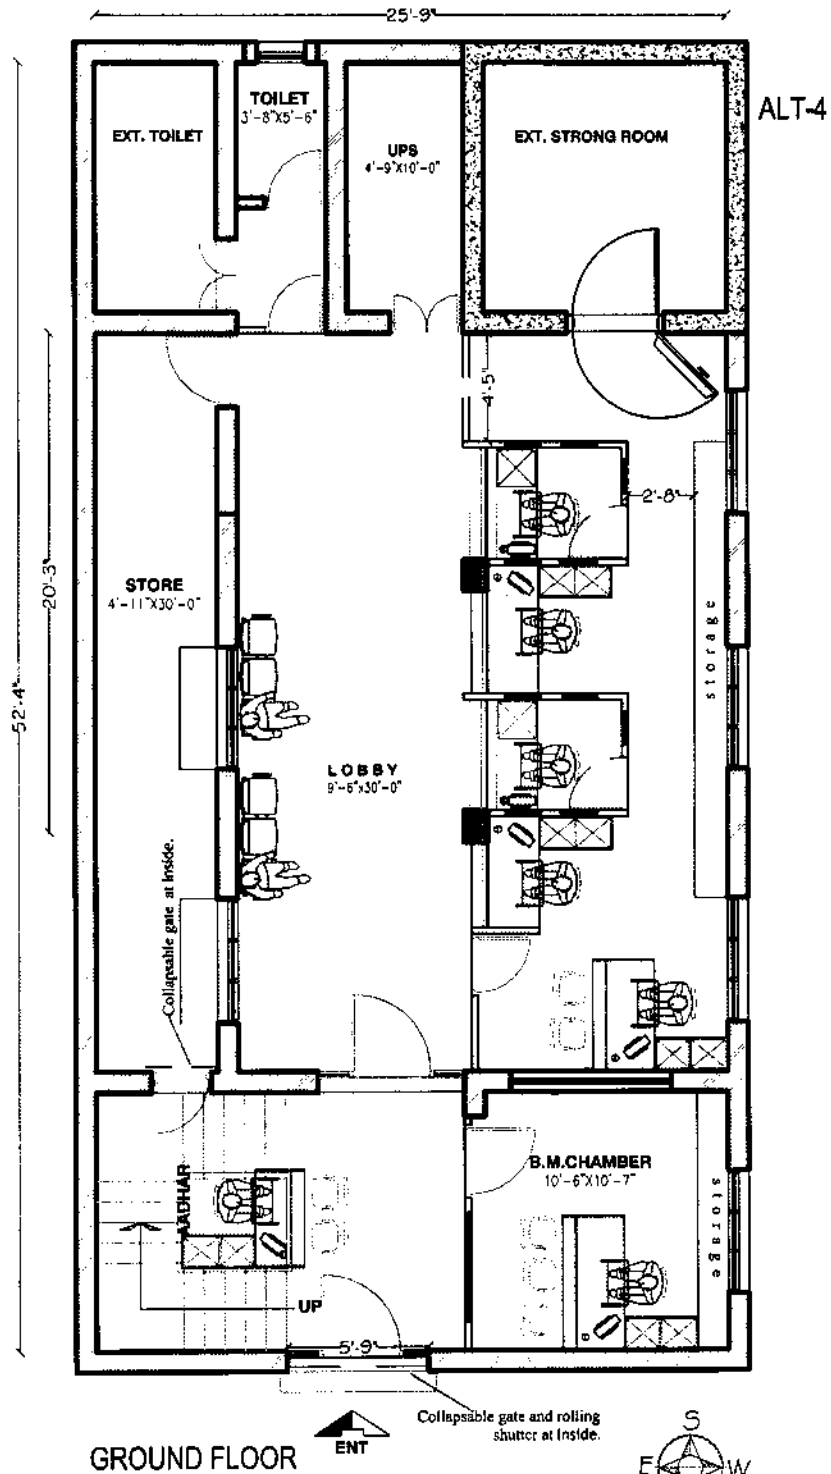 25'-9"
ALT-4
TOILET
3'-8"X5'-6"
EXT. TOILET
UPS
4'-9"X10'-0"
EXT. STRONG ROOM
4'-5"
2'-8"
20'-3"
52'-4"
STORE
4'-11"X30'-0"
storage
LOBBY
9'-6"x30'-0"
Collapsable gate at inside.
AADHAR
B.M.CHAMBER
10'-6"X10'-7"
storage
UP
5'-9"
Collapsable gate and rolling
shutter at inside.
ENT
GROUND FLOOR
S
E
W